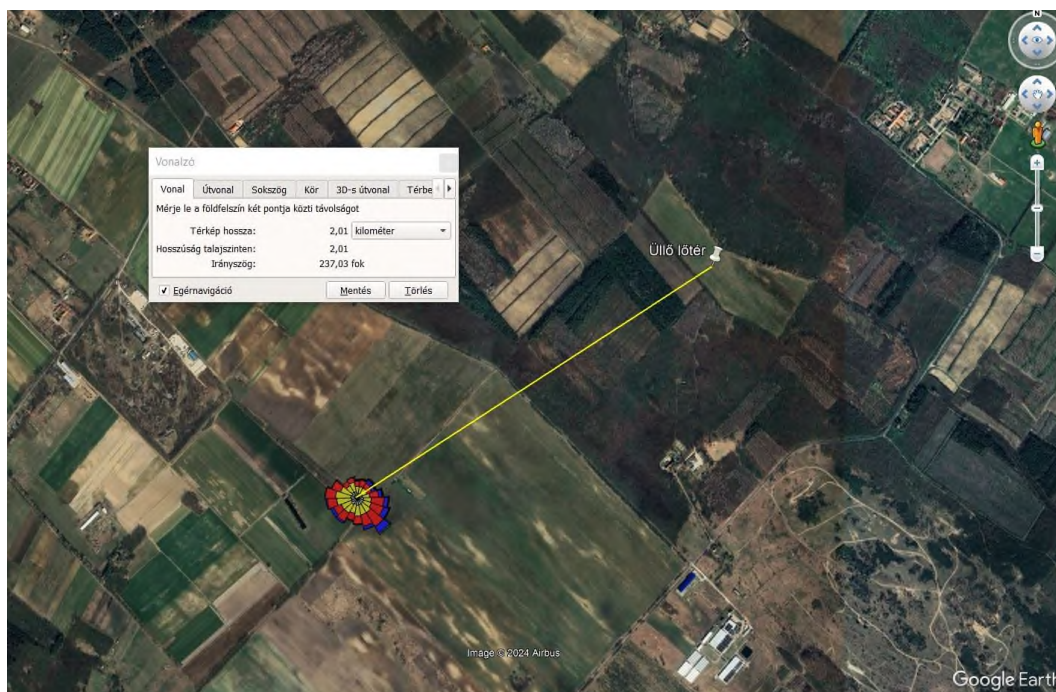 N
Vonalzó
Vonal Útvonal Sokszög Kör 3D-s útvonal Térbe
Mérje le a földfelszín két pontja közti távolságot
Térkép hossza: 2,01 kilométer
Hosszúság talajszinten: 2,01
Irányszög: 237,03 fok
Egérnavigáció Mentés Törlés
Üllő lőtér
Image © 2024 Airbus
Google Earth